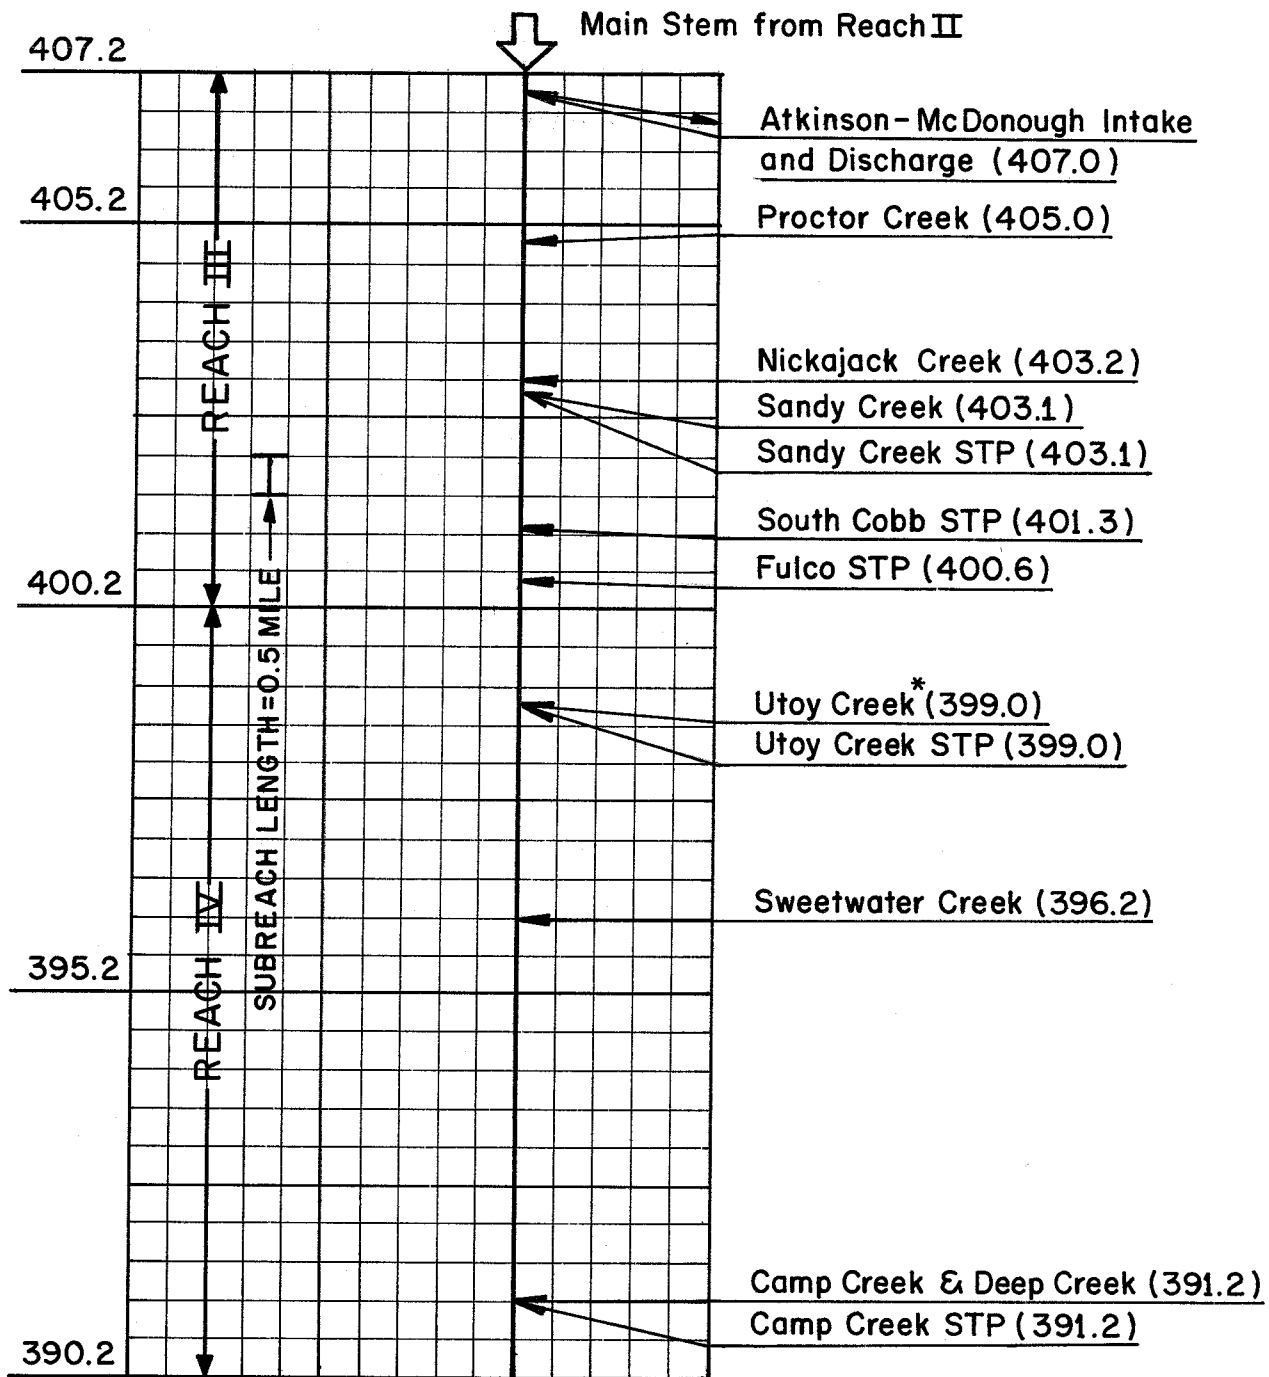 Main Stem from Reach II
407.2
Atkinson-McDonough Intake
and Discharge (407.0)
405.2
Proctor Creek (405.0)
REACH III
Nickajack Creek (403.2)
Sandy Creek (403.1)
Sandy Creek STP (403.1)
South Cobb STP (401.3)
Fulco STP (400.6)
400.2
SUBREACH LENGTH=0.5 MILE
Utoy Creek* (399.0)
Utoy Creek STP (399.0)
REACH IV
Sweetwater Creek (396.2)
395.2
Camp Creek & Deep Creek (391.2)
Camp Creek STP (391.2)
390.2